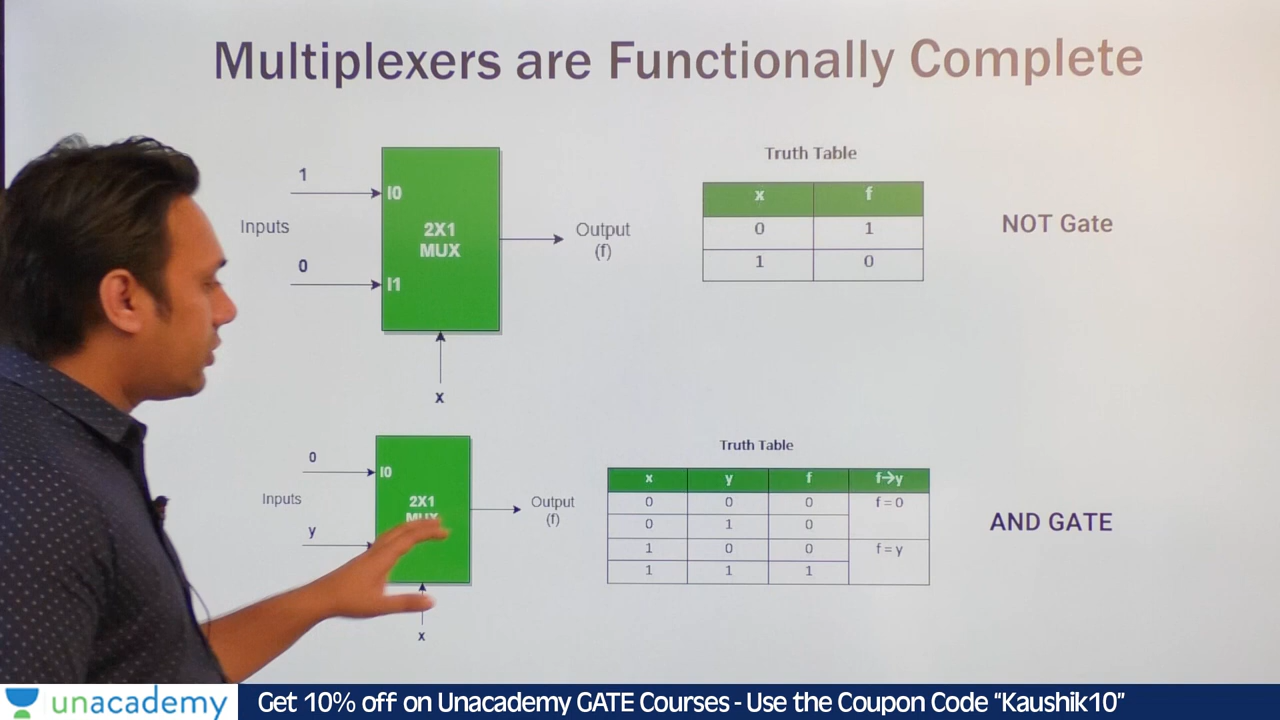 Multiplexers are Functionally Complete
1
I0
Inputs
2X1
MUX
Output
(f)
0
I1
x
Truth Table
x f
0 1
1 0
NOT Gate
0
I0
Inputs
2X1
MUX
Output
(f)
y
x
Truth Table
x y f f→y
0 0 0 f = 0
0 1 0
1 0 0 f = y
1 1 1
AND GATE
unacademy
Get 10% off on Unacademy GATE Courses - Use the Coupon Code “Kaushik10”